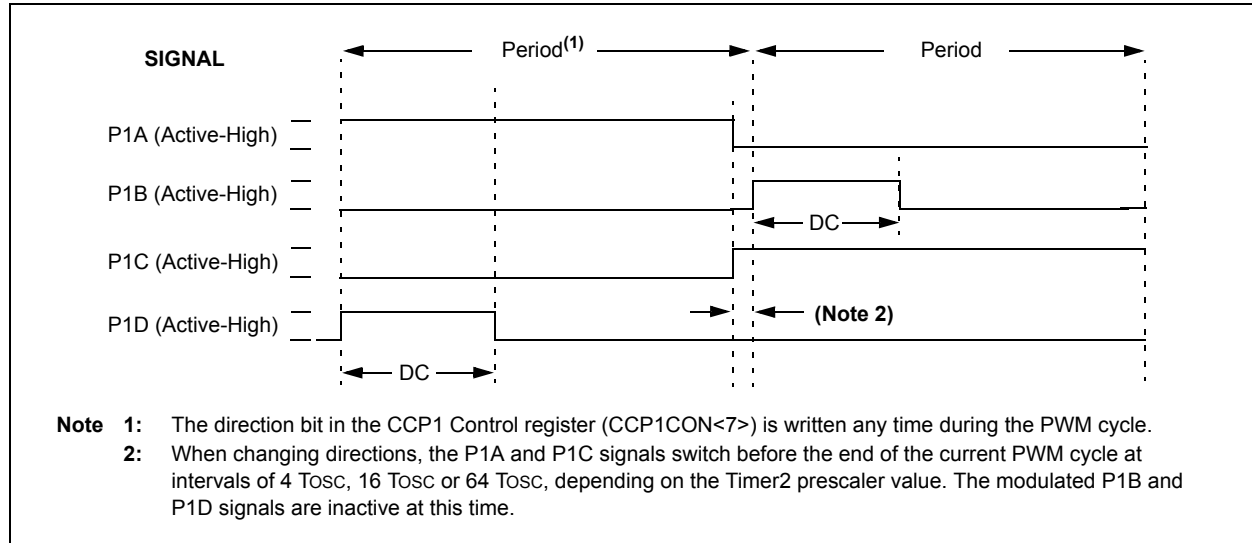 SIGNAL
Period(1)
Period
P1A (Active-High)
P1B (Active-High)
DC
P1C (Active-High)
P1D (Active-High)
(Note 2)
DC
Note 1: The direction bit in the CCP1 Control register (CCP1CON<7>) is written any time during the PWM cycle.
2: When changing directions, the P1A and P1C signals switch before the end of the current PWM cycle at
intervals of 4 TOSC, 16 TOSC or 64 TOSC, depending on the Timer2 prescaler value. The modulated P1B and
P1D signals are inactive at this time.